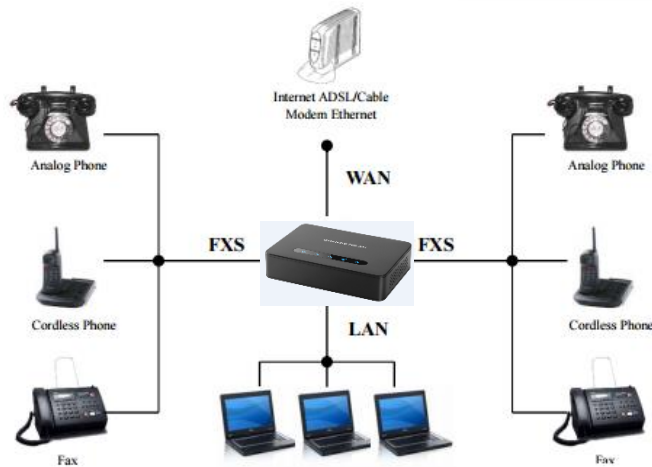 Internet ADSL/Cable
Modem Ethernet
Analog Phone
Analog Phone
WAN
FXS
FXS
Cordless Phone
Cordless Phone
LAN
Fax
Fax